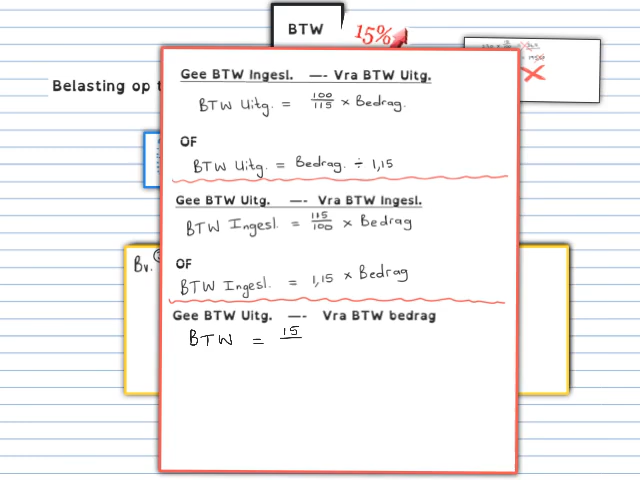 BTW
15%
Belasting op
Gee BTW Ingesl. —- Vra BTW Uitg.
BTW Uitg. = 100/115 × Bedrag.
OF
BTW Uitg. = Bedrag. ÷ 1,15
Gee BTW Uitg. —- Vra BTW Ingesl.
BTW Ingesl. = 115/100 × Bedrag
OF
BTW Ingesl. = 1,15 × Bedrag
Gee BTW Uitg. —- Vra BTW bedrag
BTW = 15/
Bv.